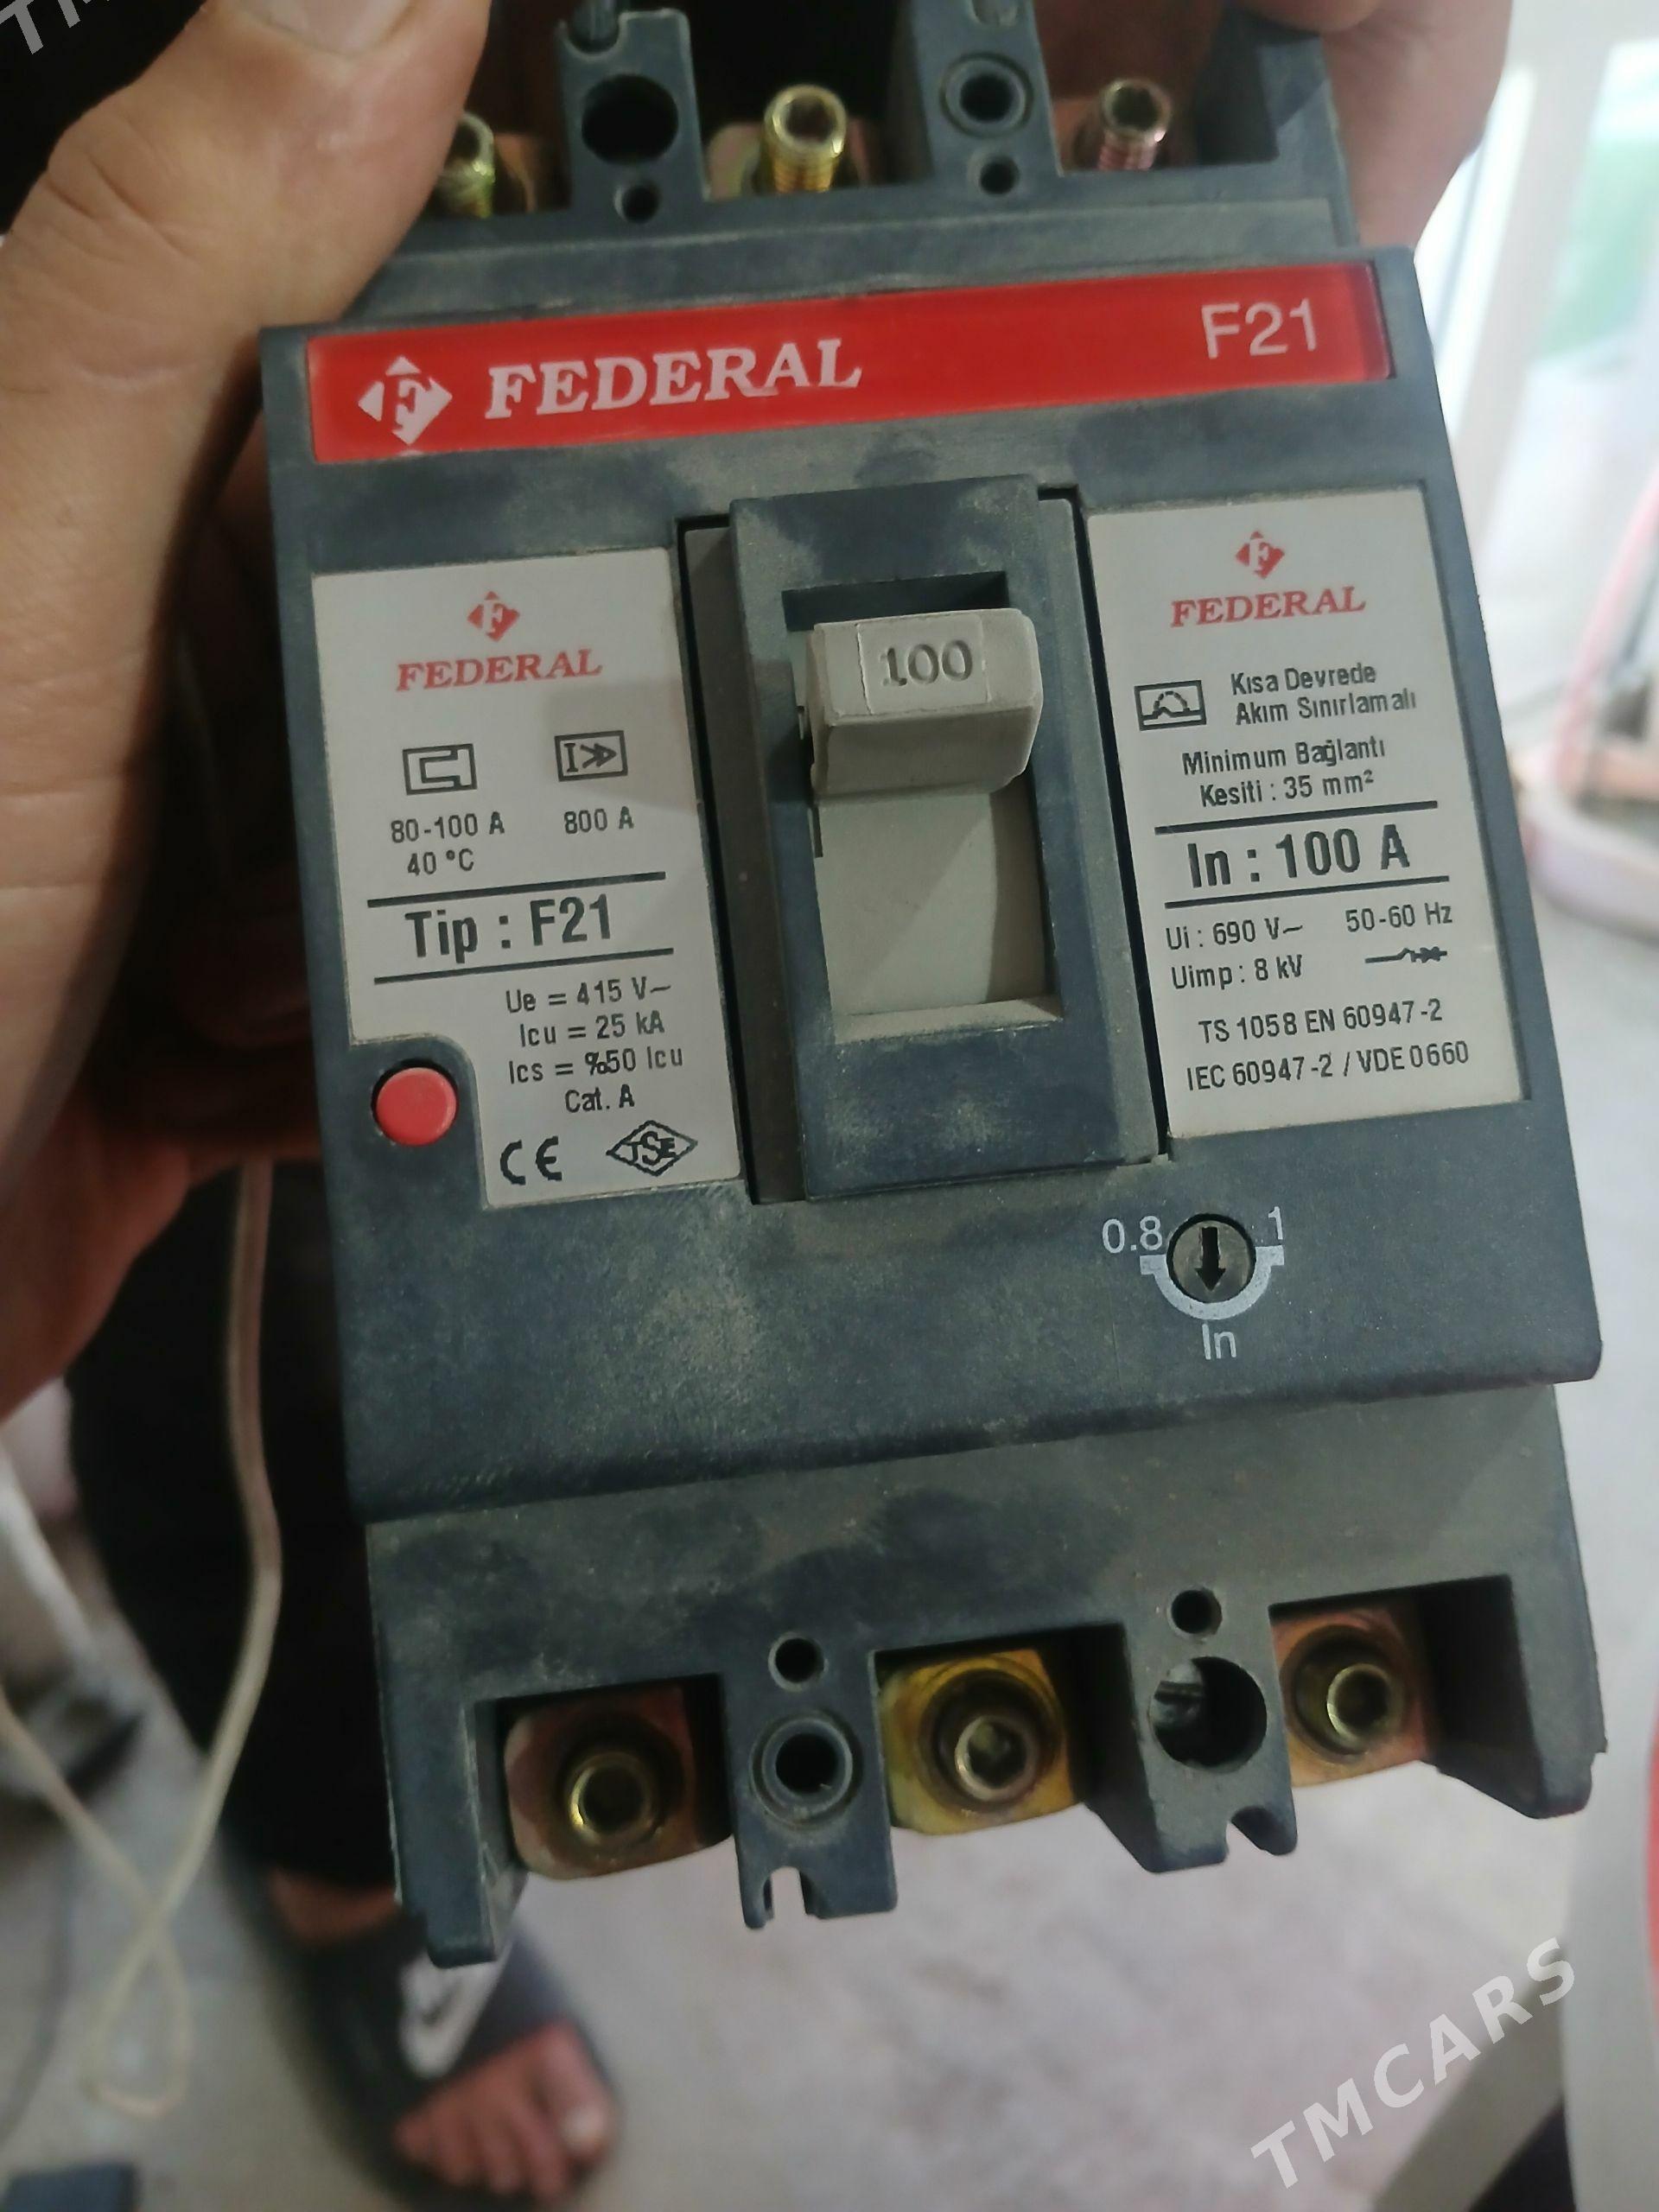 TM
FEDERAL
F21
FEDERAL
I>>
80-100 A
800 A
40 °C
Tip : F21
Ue = 415 V~
Icu = 25 kA
Ics = %50 Icu
Cat. A
CE
TSE
100
FEDERAL
Kısa Devrede
Akım Sınırlamalı
Minimum Bağlantı
Kesiti : 35 mm²
In : 100 A
Ui : 690 V~
50-60 Hz
Uimp : 8 kV
TS 1058 EN 60947-2
IEC 60947-2 / VDE 0660
0.8
1
In
TMCARS